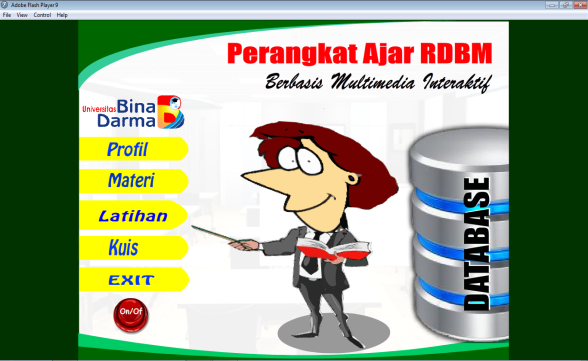 Adobe Flash Player 9
File View Control Help
Perangkat Ajar RDBM
Berbasis Multimedia Interaktif
Universitas Bina
Darma
Profil
Materi
Latihan
Kuis
EXIT
On/Of
DATABASE